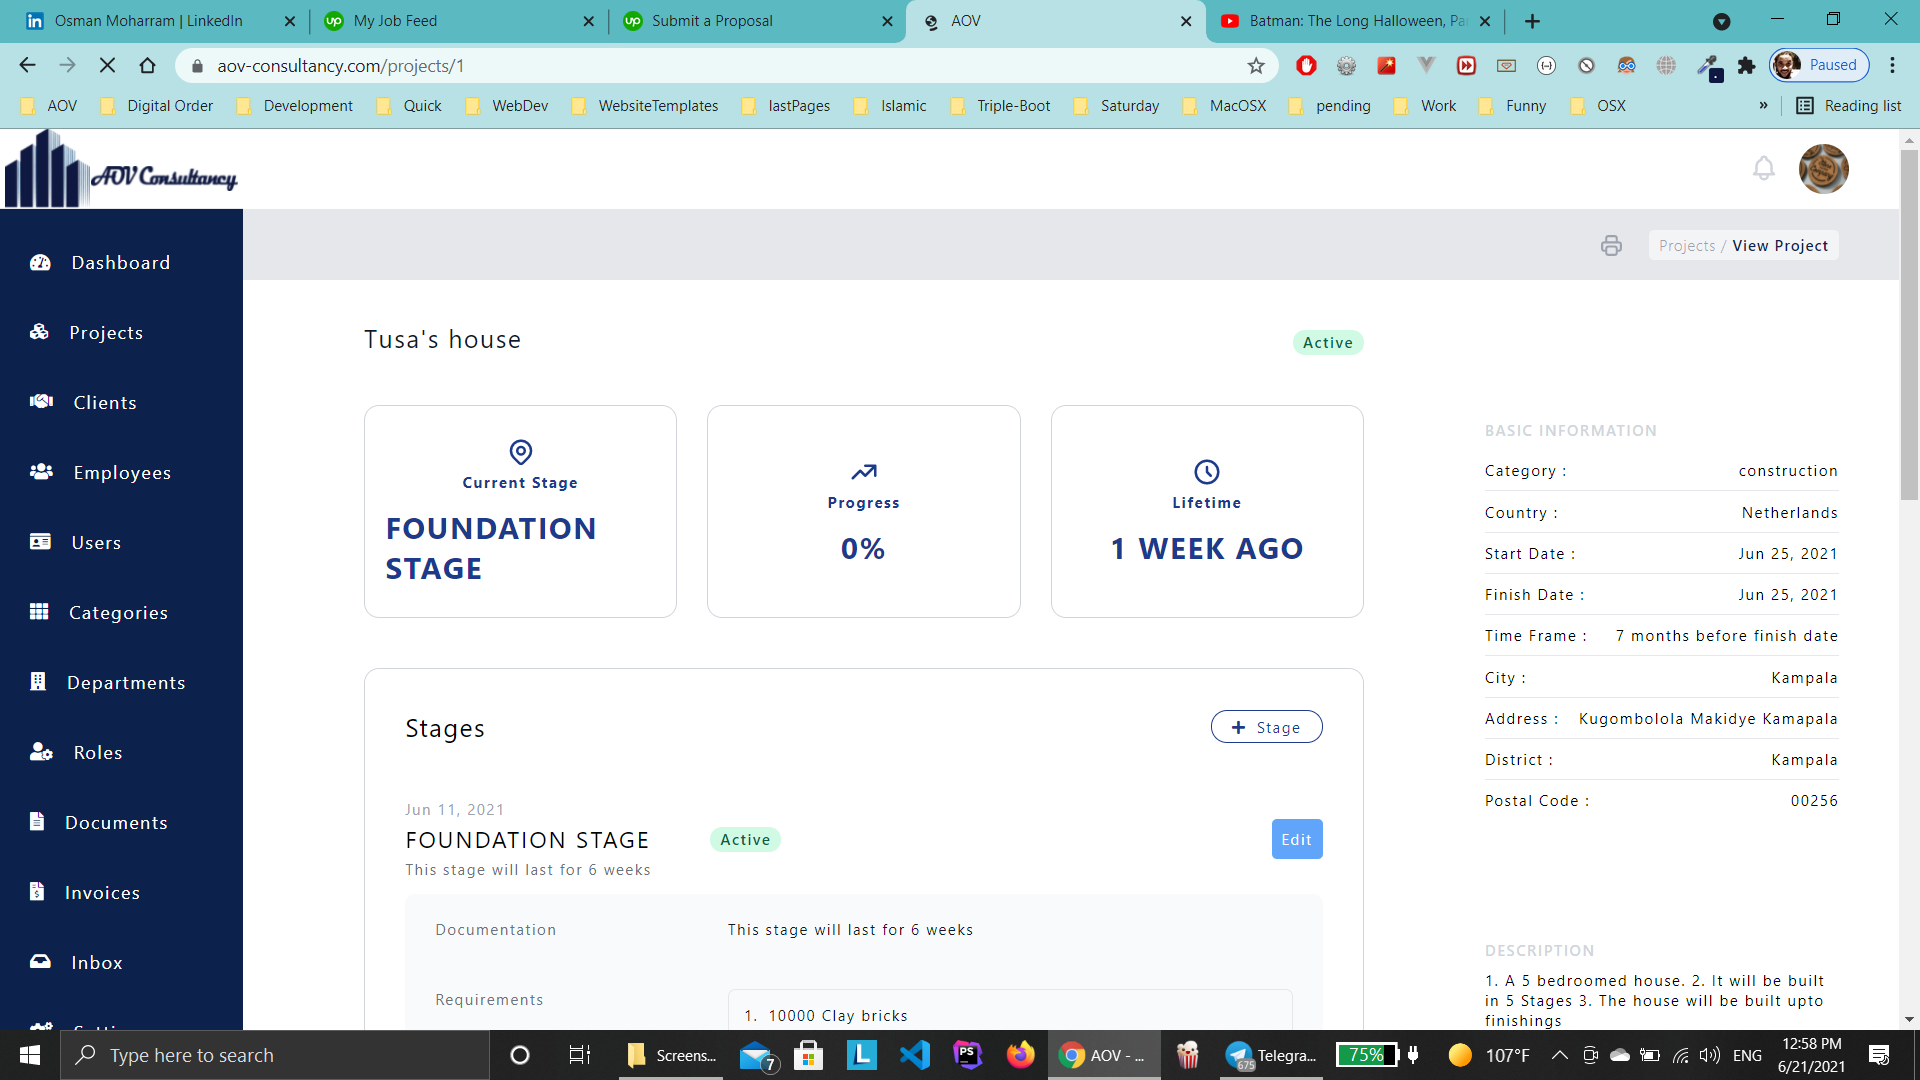 Osman Moharram | LinkedIn
My Job Feed
Submit a Proposal
AOV
Batman: The Long Halloween, Pa
aov-consultancy.com/projects/1
Paused
AOV
Digital Order
Development
Quick
WebDev
WebsiteTemplates
lastPages
Islamic
Triple-Boot
Saturday
MacOSX
pending
Work
Funny
OSX
»
Reading list
AOV Consultancy
Projects / View Project
Dashboard
Projects
Clients
Employees
Users
Categories
Departments
Roles
Documents
Invoices
Inbox
Tusa's house
Active
Current Stage
FOUNDATION
STAGE
Progress
0%
Lifetime
1 WEEK AGO
Stages
+ Stage
Jun 11, 2021
FOUNDATION STAGE
Active
Edit
This stage will last for 6 weeks
Documentation
This stage will last for 6 weeks
Requirements
1. 10000 Clay bricks
BASIC INFORMATION
Category : construction
Country : Netherlands
Start Date : Jun 25, 2021
Finish Date : Jun 25, 2021
Time Frame : 7 months before finish date
City : Kampala
Address : Kugombolola Makidye Kamapala
District : Kampala
Postal Code : 00256
DESCRIPTION
1. A 5 bedroomed house. 2. It will be built
in 5 Stages 3. The house will be built upto
finishings
Type here to search
Screens...
7
AOV - ...
675
Telegra...
75%
107°F
ENG
12:58 PM
6/21/2021